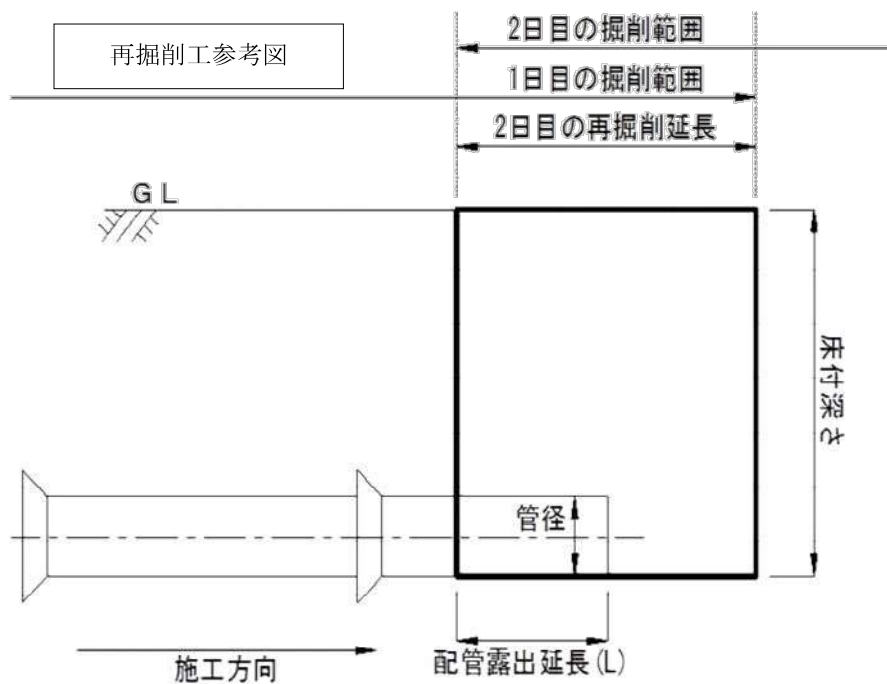 再掘削工参考図
2日目の掘削範囲
1日目の掘削範囲
2日目の再掘削延長
GL
床付深さ
管径
配管露出延長(L)
施工方向